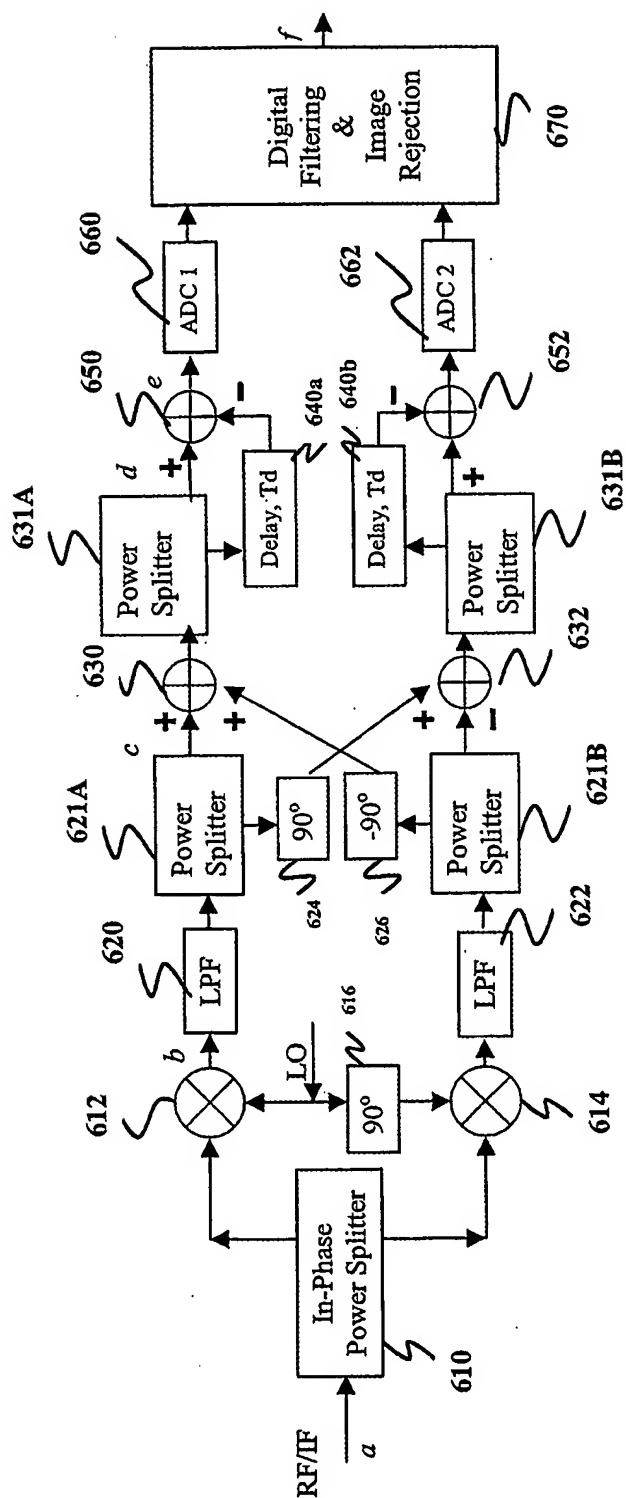 RF/IF
a
In-Phase
Power Splitter
610
612
b
LO
90°
616
614
620
LPF
LPF
622
621A
c
Power
Splitter
90°
624
-90°
626
Power
Splitter
621B
630
+
+
+
-
632
631A
d
Power
Splitter
Power
Splitter
631B
+
-
650
e
Delay, Td
640a
640b
Delay, Td
-
+
652
660
ADC 1
662
ADC 2
Digital
Filtering
&
Image
Rejection
670
f